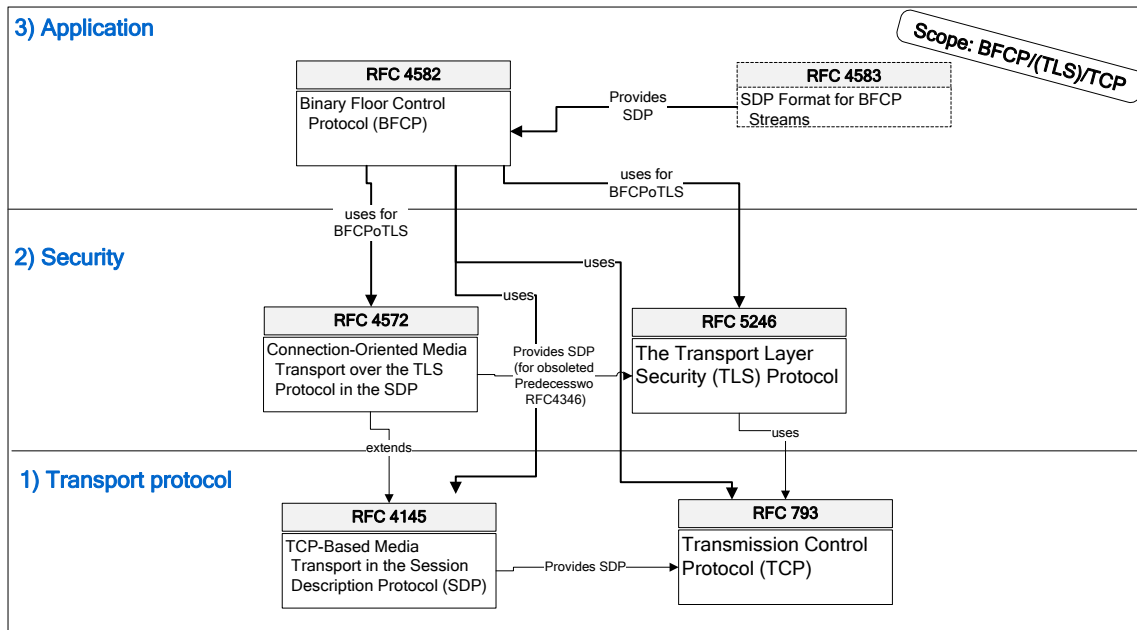 3) Application
Scope: BFCP/(TLS)/TCP
RFC 4582
Binary Floor Control
Protocol (BFCP)
Provides
SDP
RFC 4583
SDP Format for BFCP
Streams
uses for
BFCPoTLS
uses for
BFCPoTLS
2) Security
uses
uses
RFC 4572
Connection-Oriented Media
Transport over the TLS
Protocol in the SDP
Provides SDP
(for obsoleted
Predecesswo
RFC4346)
RFC 5246
The Transport Layer
Security (TLS) Protocol
extends
uses
1) Transport protocol
RFC 4145
TCP-Based Media
Transport in the Session
Description Protocol (SDP)
Provides SDP
RFC 793
Transmission Control
Protocol (TCP)